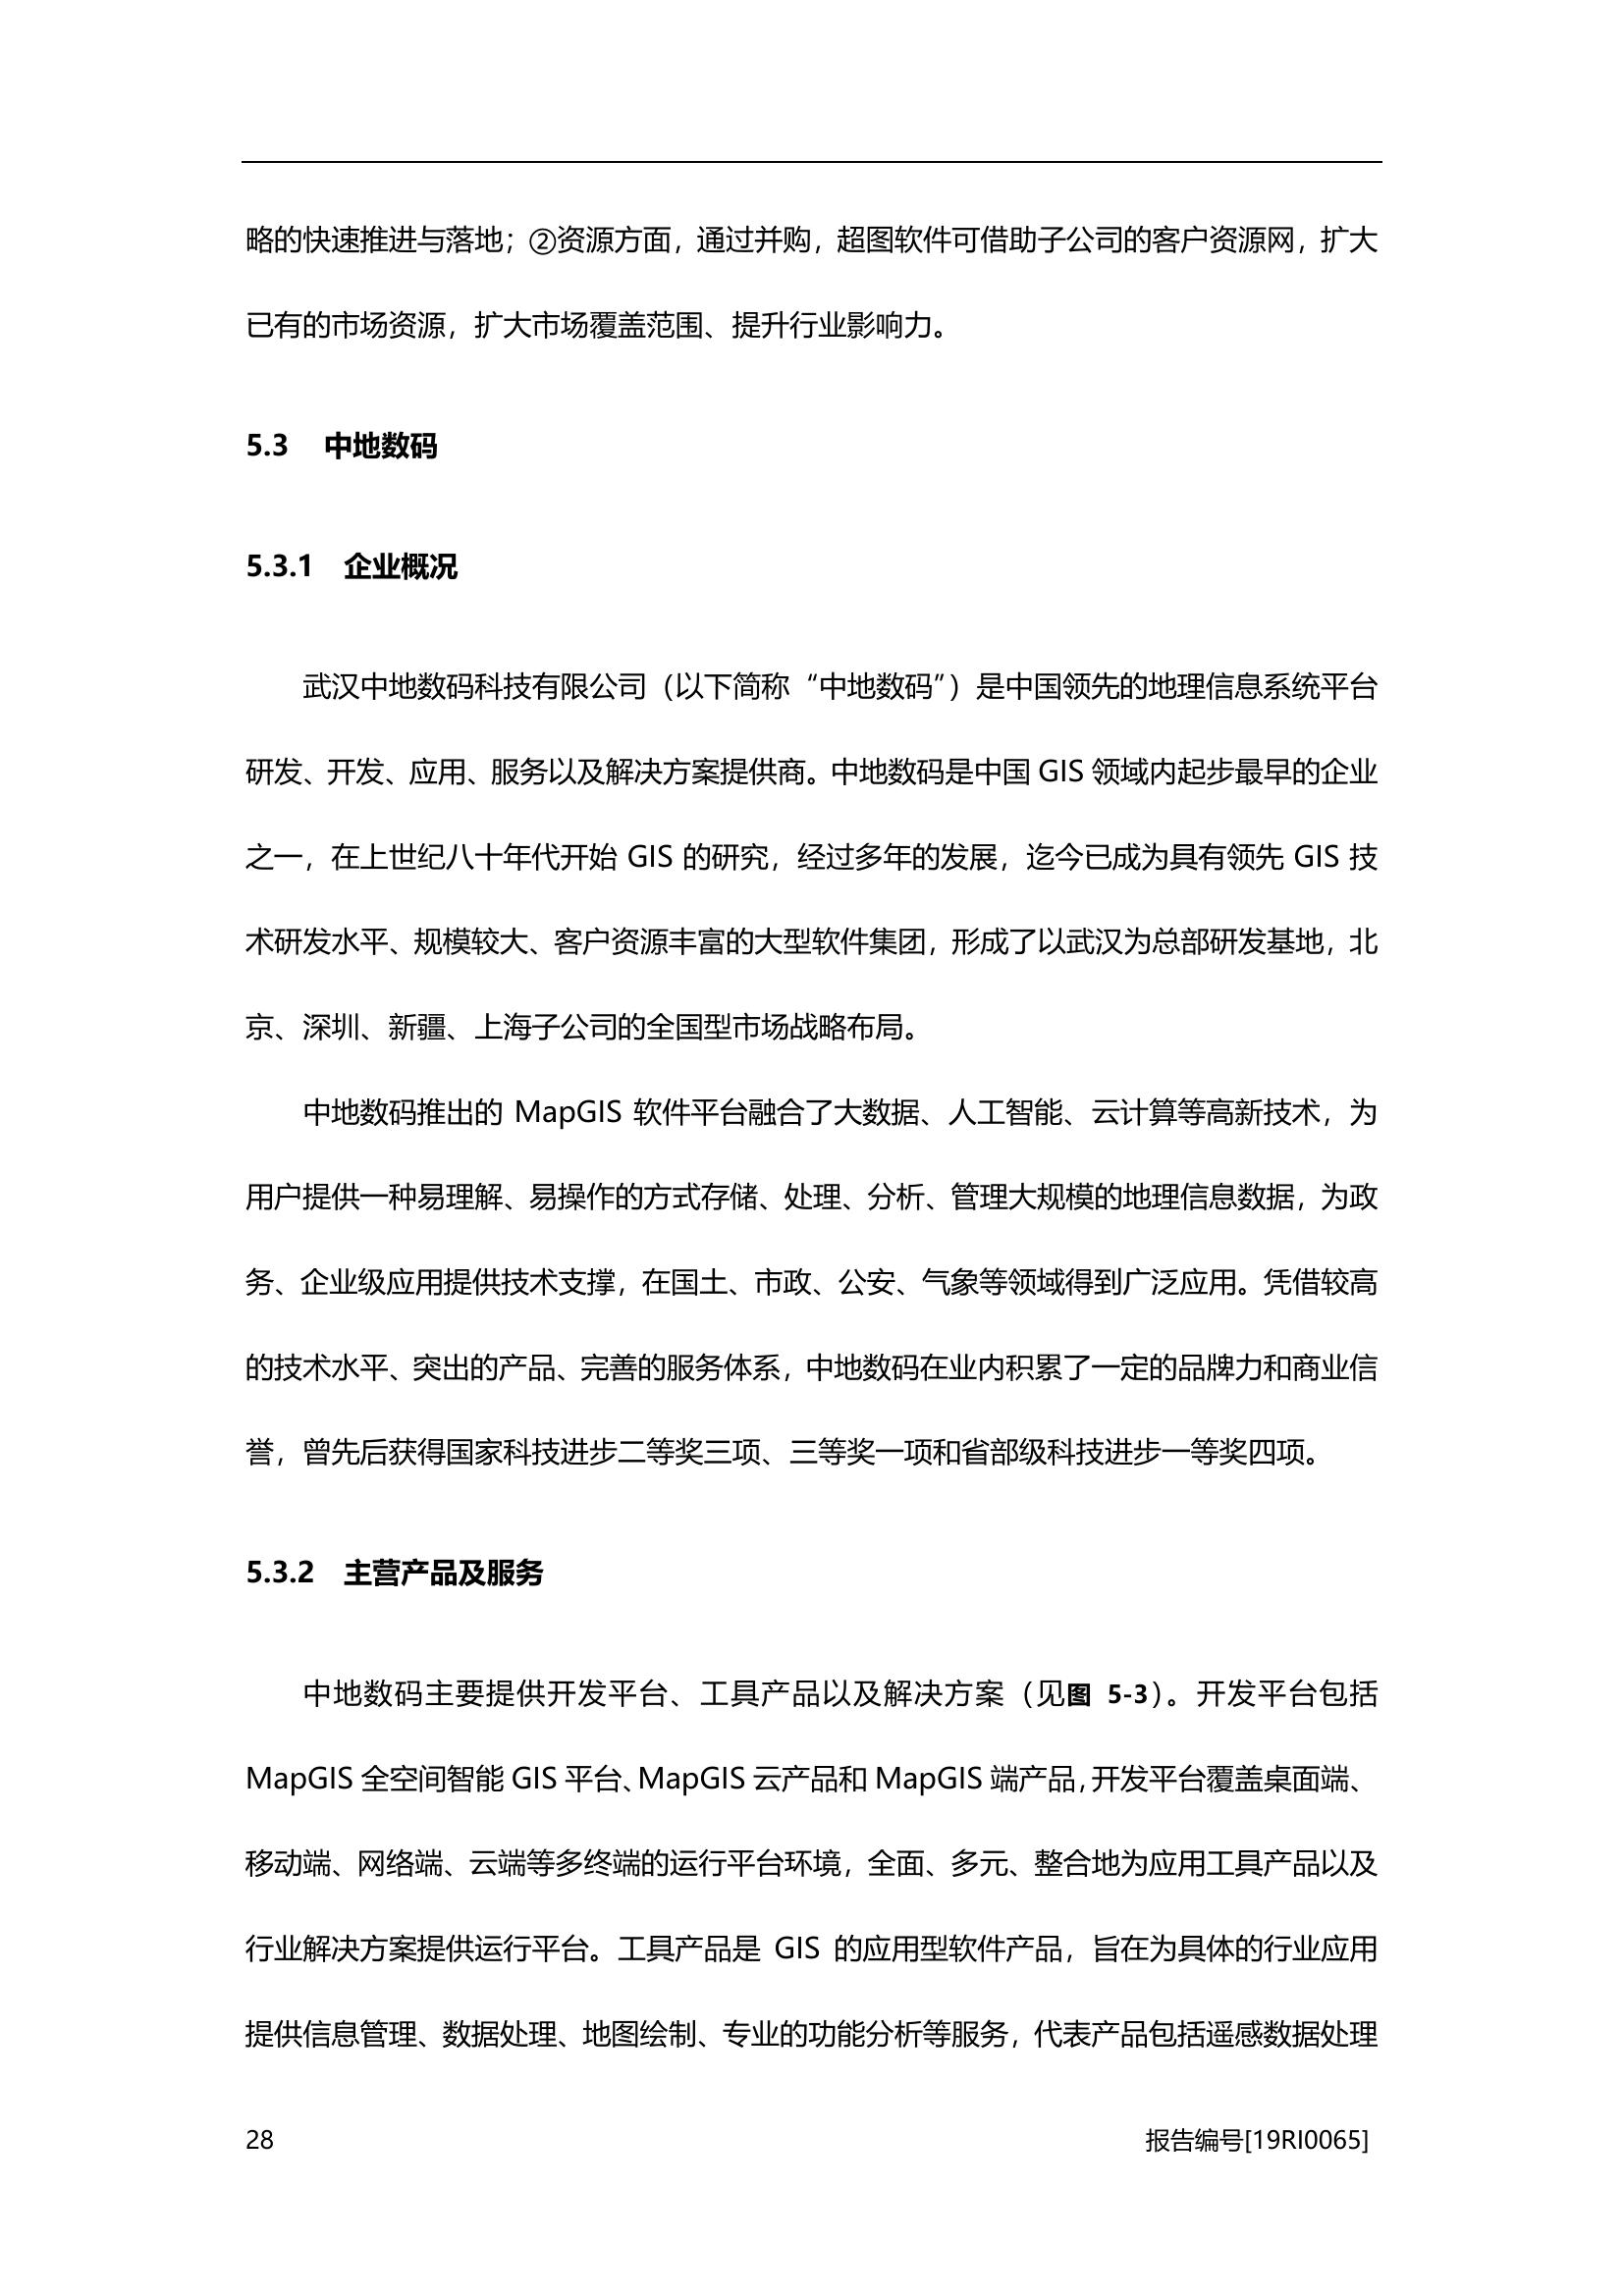 略的快速推进与落地；②资源方面，通过并购，超图软件可借助子公司的客户资源网，扩大
已有的市场资源，扩大市场覆盖范围、提升行业影响力。
5.3 中地数码
5.3.1 企业概况
武汉中地数码科技有限公司（以下简称“中地数码”）是中国领先的地理信息系统平台
研发、开发、应用、服务以及解决方案提供商。中地数码是中国 GIS 领域内起步最早的企业
之一，在上世纪八十年代开始 GIS 的研究，经过多年的发展，迄今已成为具有领先 GIS 技
术研发水平、规模较大、客户资源丰富的大型软件集团，形成了以武汉为总部研发基地，北
京、深圳、新疆、上海子公司的全国型市场战略布局。
中地数码推出的 MapGIS 软件平台融合了大数据、人工智能、云计算等高新技术，为
用户提供一种易理解、易操作的方式存储、处理、分析、管理大规模的地理信息数据，为政
务、企业级应用提供技术支撑，在国土、市政、公安、气象等领域得到广泛应用。凭借较高
的技术水平、突出的产品、完善的服务体系，中地数码在业内积累了一定的品牌力和商业信
誉，曾先后获得国家科技进步二等奖三项、三等奖一项和省部级科技进步一等奖四项。
5.3.2 主营产品及服务
中地数码主要提供开发平台、工具产品以及解决方案（见图 5-3）。开发平台包括
MapGIS 全空间智能 GIS 平台、MapGIS 云产品和 MapGIS 端产品，开发平台覆盖桌面端、
移动端、网络端、云端等多终端的运行平台环境，全面、多元、整合地为应用工具产品以及
行业解决方案提供运行平台。工具产品是 GIS 的应用型软件产品，旨在为具体的行业应用
提供信息管理、数据处理、地图绘制、专业的功能分析等服务，代表产品包括遥感数据处理
28 报告编号[19RI0065]